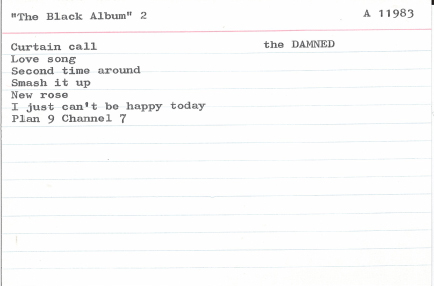 "The Black Album" 2 A 11983
Curtain call the DAMNED
Love song
Second time around
Smash it up
New rose
I just can't be happy today
Plan 9 Channel 7